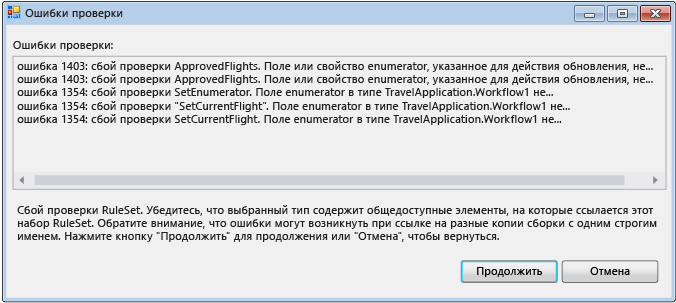 Ошибки проверки
Ошибки проверки:
ошибка 1403: сбой проверки ApprovedFlights. Поле или свойство enumerator, указанное для действия обновления, не...
ошибка 1403: сбой проверки ApprovedFlights. Поле или свойство enumerator, указанное для действия обновления, не...
ошибка 1354: сбой проверки SetEnumerator. Поле enumerator в типе TravelApplication.Workflow1 не...
ошибка 1354: сбой проверки "SetCurrentFlight". Поле enumerator в типе TravelApplication.Workflow1 не...
ошибка 1354: сбой проверки SetCurrentFlight. Поле enumerator в типе TravelApplication.Workflow1 не...
Сбой проверки RuleSet. Убедитесь, что выбранный тип содержит общедоступные элементы, на которые ссылается этот
набор RuleSet. Обратите внимание, что ошибки могут возникнуть при ссылке на разные копии сборки с одним строгим
именем. Нажмите кнопку "Продолжить" для продолжения или "Отмена", чтобы вернуться.
Продолжить
Отмена